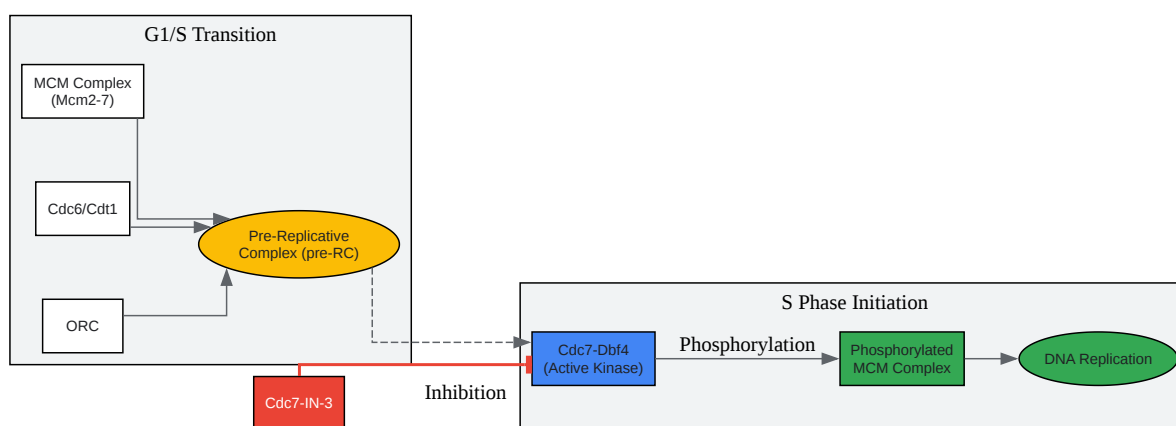 G1/S Transition
MCM Complex
(Mcm2-7)
Cdc6/Cdt1
Pre-Replicative
Complex (pre-RC)
ORC
S Phase Initiation
Cdc7-Dbf4
(Active Kinase)
Phosphorylation
Phosphorylated
MCM Complex
DNA Replication
Inhibition
Cdc7-IN-3